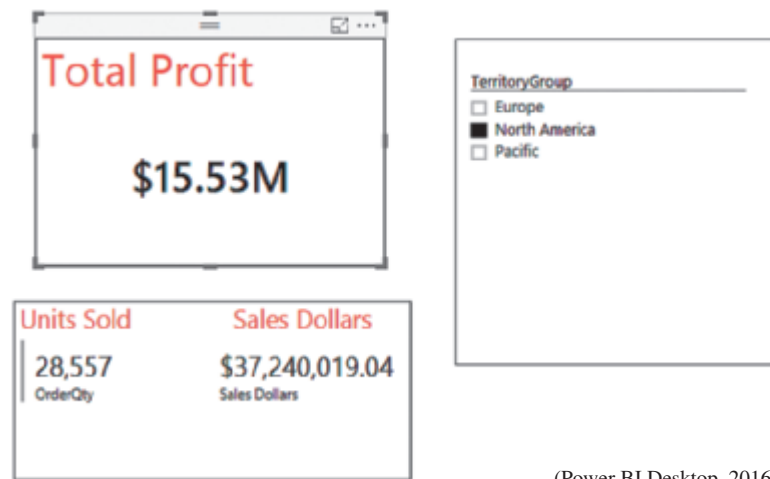 Total Profit
$15.53M
TerritoryGroup
Europe
North America
Pacific
Units Sold
Sales Dollars
28,557
$37,240,019.04
OrderQty
Sales Dollars
(Power BI Desktop, 2016